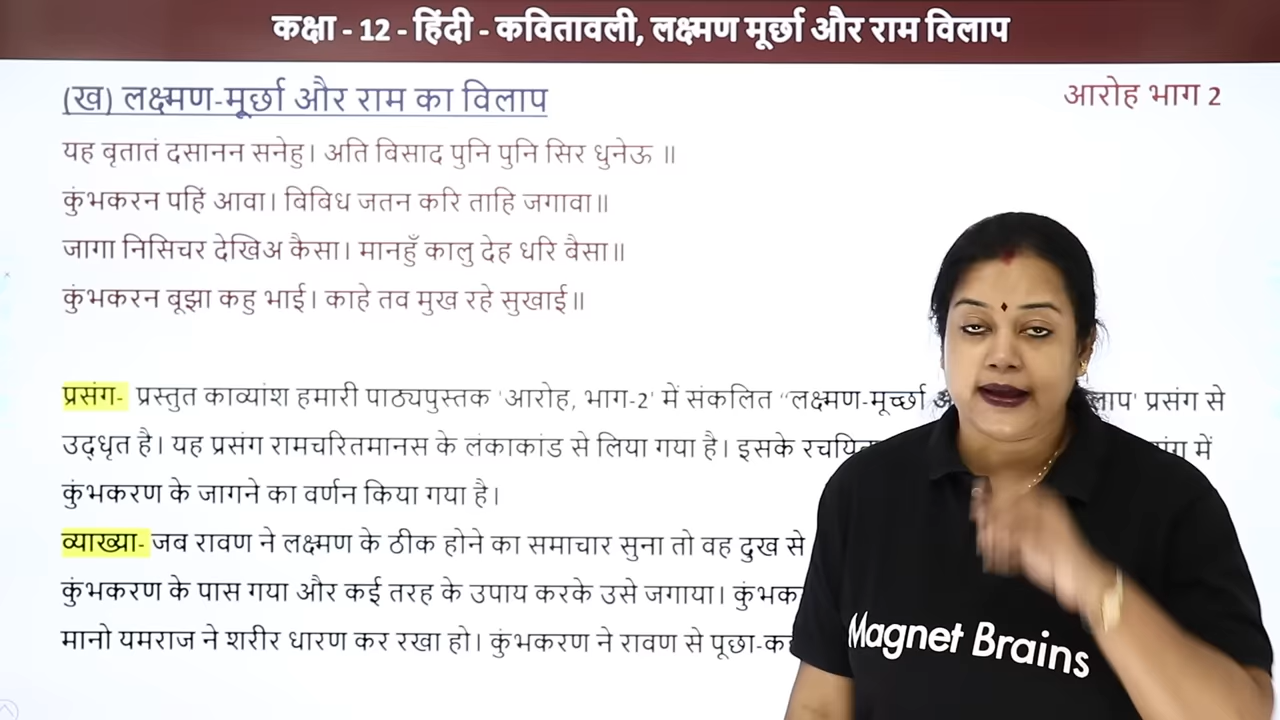 कक्षा - 12 - हिंदी - कवितावली, लक्ष्मण मूर्छा और राम विलाप
(ख) लक्ष्मण-मूर्छा और राम का विलाप
आरोह भाग 2
यह बृतातं दसानन सनेहु। अति बिसाद पुनि पुनि सिर धुनेऊ ॥
कुंभकरन पहिं आवा। बिबिध जतन करि ताहि जगावा॥
जागा निसिचर देखिअ कैसा। मानहुँ कालु देह धरि बैसा॥
कुंभकरन बूझा कहु भाई। काहे तव मुख रहे सुखाई॥
प्रसंग- प्रस्तुत काव्यांश हमारी पाठ्यपुस्तक 'आरोह, भाग-2' में संकलित "लक्ष्मण-मूर्च्छा प्रसंग से
उद्धृत है। यह प्रसंग रामचरितमानस के लंकाकांड से लिया गया है। इसके में
कुंभकरण के जागने का वर्णन किया गया है।
व्याख्या- जब रावण ने लक्ष्मण के ठीक होने का समाचार सुना तो वह दुख से
कुंभकरण के पास गया और कई तरह के उपाय करके उसे जगाया।
मानो यमराज ने शरीर धारण कर रखा हो। कुंभकरण ने रावण से
Magnet Brains